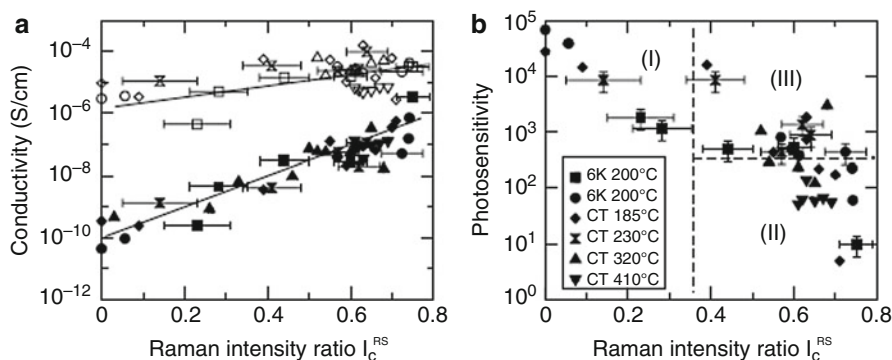 a
Conductivity (S/cm)
10⁻⁴
10⁻⁶
10⁻⁸
10⁻¹⁰
10⁻¹²
0 0.2 0.4 0.6 0.8
Raman intensity ratio I_C^RS
b
Photosensitivity
10⁵
10⁴
10³
10²
10¹
10⁰
(I)
(III)
(II)
6K 200°C
6K 200°C
CT 185°C
CT 230°C
CT 320°C
CT 410°C
0 0.2 0.4 0.6 0.8
Raman intensity ratio I_C^RS